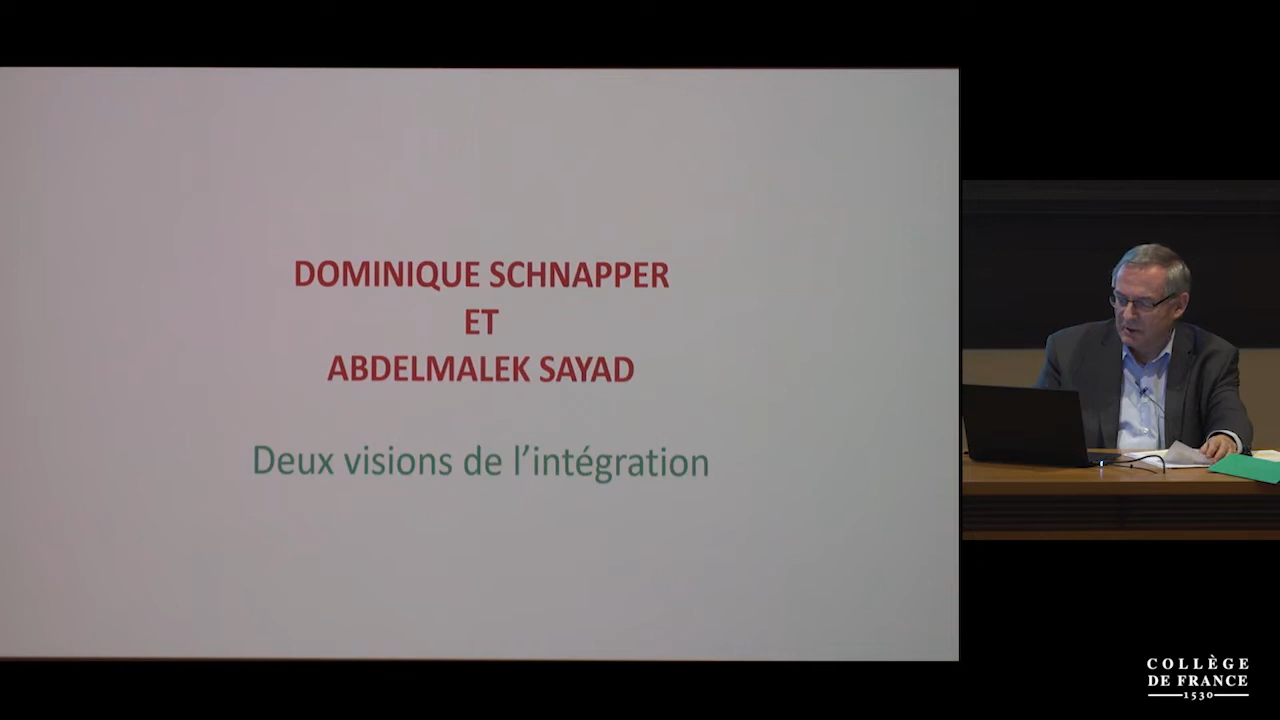 DOMINIQUE SCHNAPPER
ET
ABDELMALEK SAYAD
Deux visions de l’intégration
COLLÈGE
DE FRANCE
1530